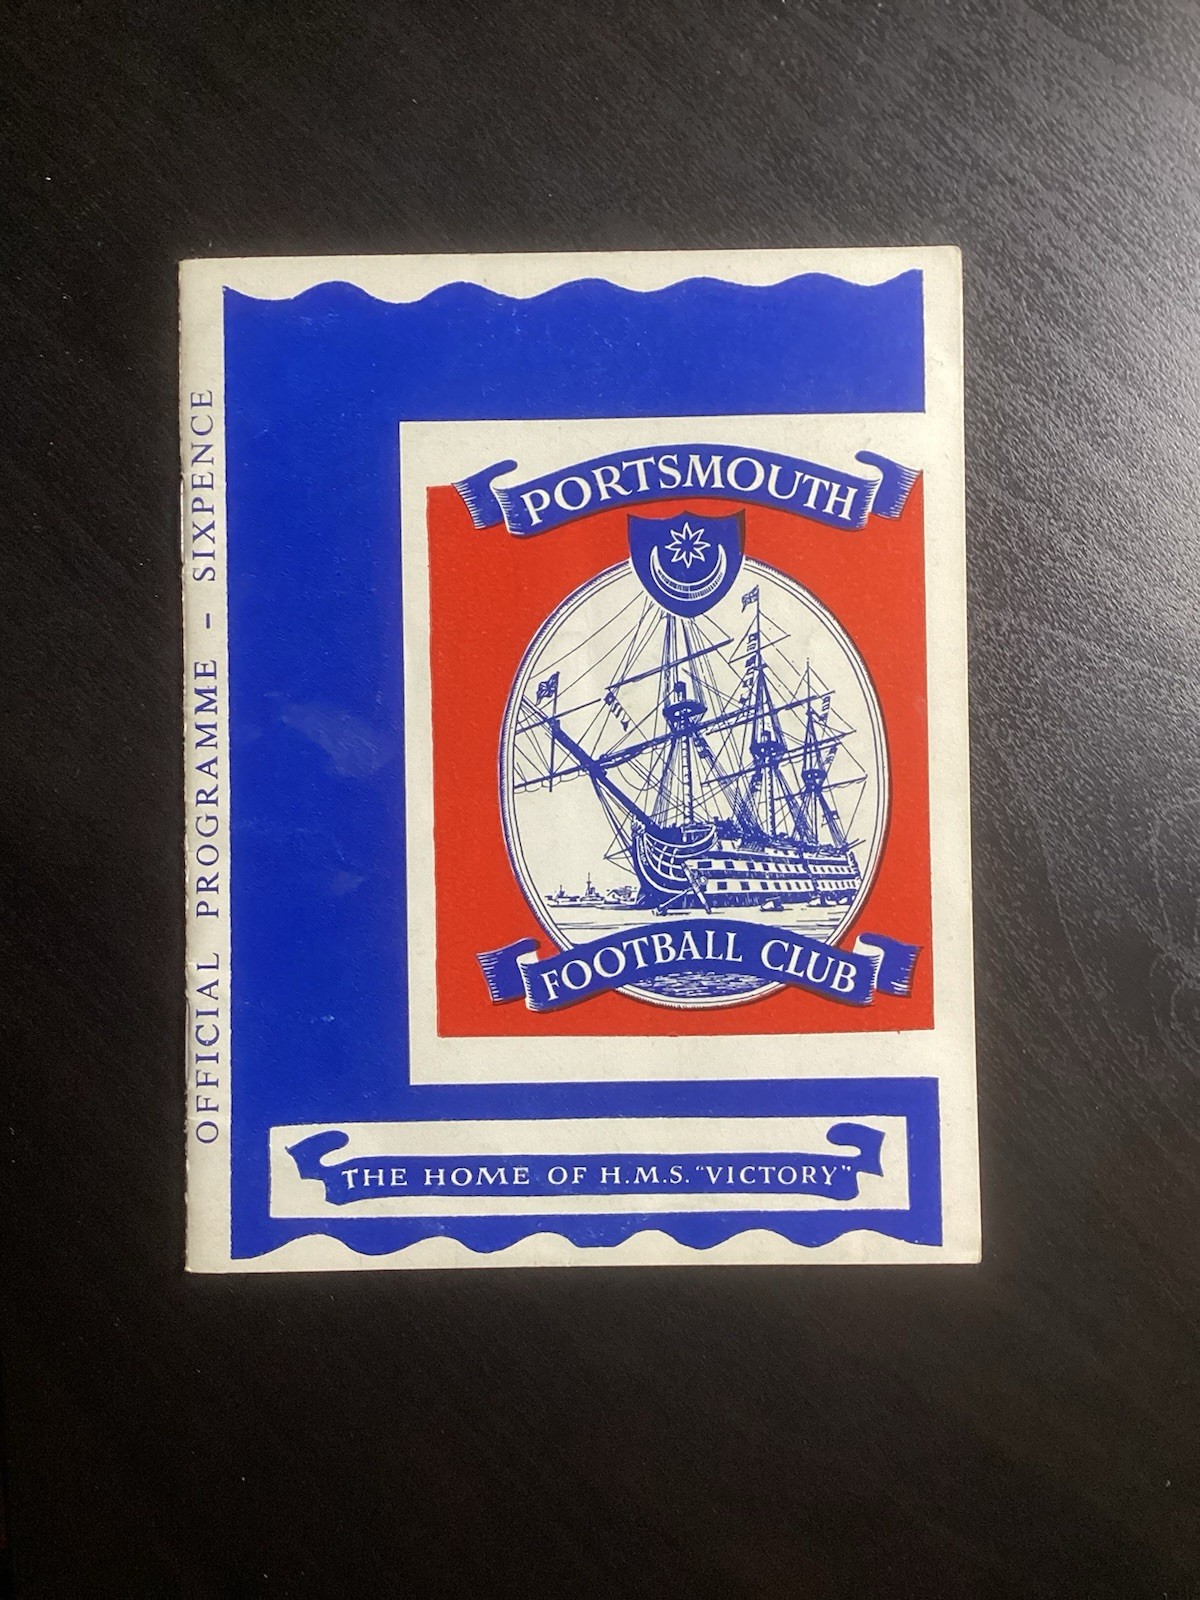 OFFICIAL PROGRAMME - SIXPENCE
PORTSMOUTH
FOOTBALL CLUB
THE HOME OF H.M.S. "VICTORY"